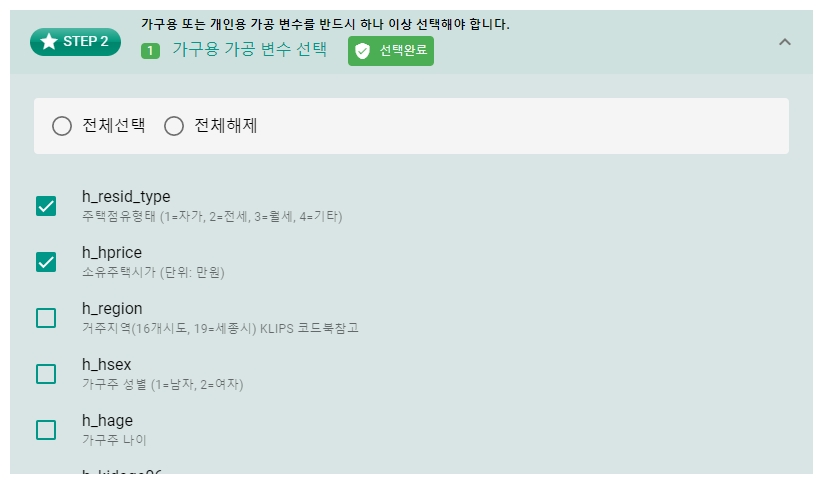 가구용 또는 개인용 가공 변수를 반드시 하나 이상 선택해야 합니다.
STEP 2
1 가구용 가공 변수 선택 선택완료
전체선택 전체해제
h_resid_type
주택점유형태 (1=자가, 2=전세, 3=월세, 4=기타)
h_hprice
소유주택시가 (단위: 만원)
h_region
거주지역(16개시도, 19=세종시) KLIPS 코드북참고
h_hsex
가구주 성별 (1=남자, 2=여자)
h_hage
가구주 나이